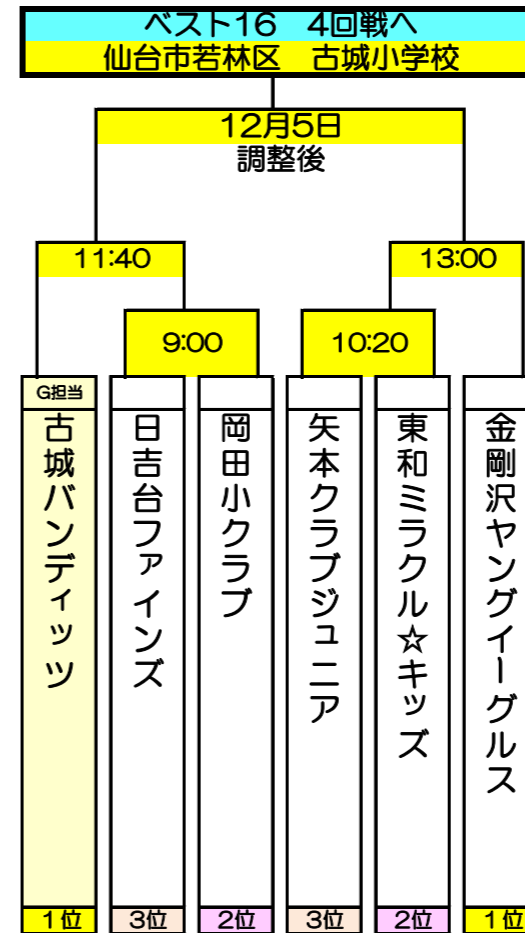 ベスト16 4回戦へ
仙台市若林区 古城小学校
12月5日
調整後
11:40
13:00
9:00
10:20
G担当
古城バンディッツ
日吉台ファインズ
岡田小クラブ
矢本クラブジュニア
東和ミラクル☆キッズ
金剛沢ヤングイーグルス
1位
3位
2位
3位
2位
1位